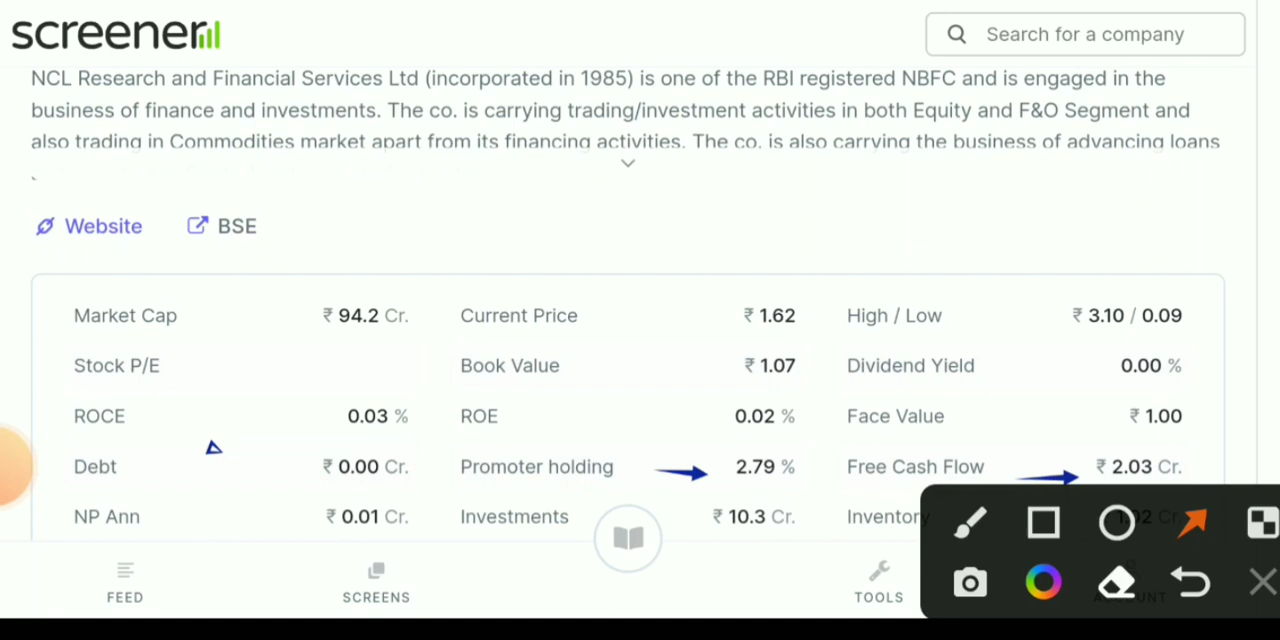 screener
Search for a company
NCL Research and Financial Services Ltd (incorporated in 1985) is one of the RBI registered NBFC and is engaged in the
business of finance and investments. The co. is carrying trading/investment activities in both Equity and F&O Segment and
also trading in Commodities market apart from its financing activities. The co. is also carrying the business of advancing loans
Website BSE
Market Cap ₹ 94.2 Cr. Current Price ₹ 1.62 High / Low ₹ 3.10 / 0.09
Stock P/E Book Value ₹ 1.07 Dividend Yield 0.00 %
ROCE 0.03 % ROE 0.02 % Face Value ₹ 1.00
Debt ₹ 0.00 Cr. Promoter holding 2.79 % Free Cash Flow ₹ 2.03 Cr.
NP Ann ₹ 0.01 Cr. Investments ₹ 10.3 Cr. Inventory
FEED SCREENS TOOLS